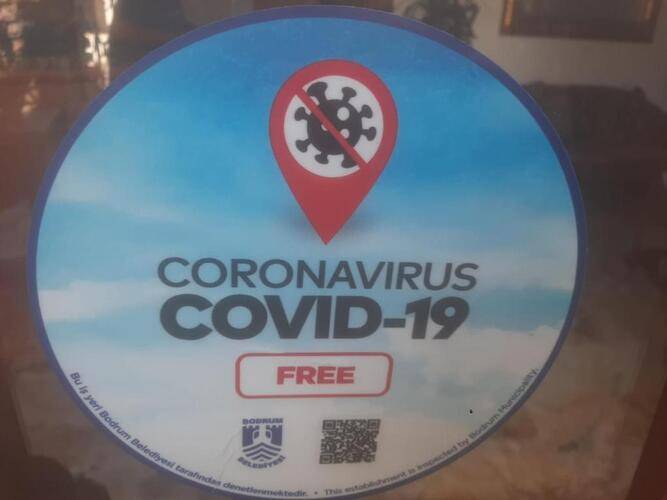 CORONAVIRUS
COVID-19
FREE
BODRUM
BELEDİYESİ
Bu iş yeri Bodrum Belediyesi tarafından denetlenmektedir. • This establishment is inspected by Bodrum Municipality.